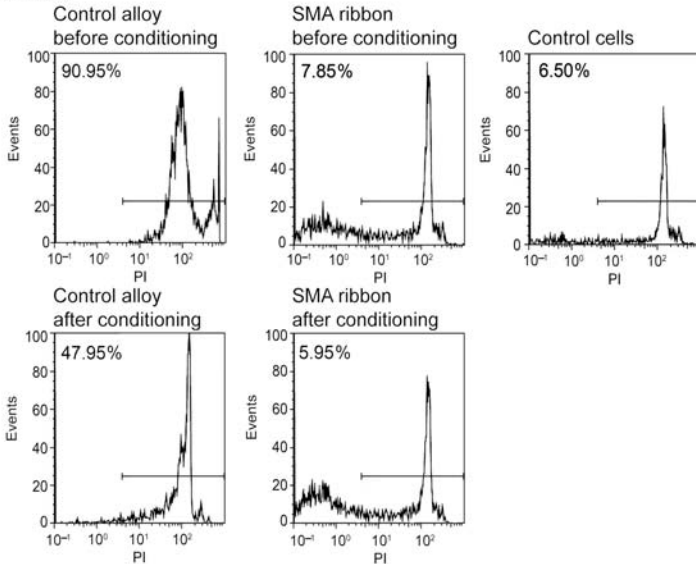 Control alloy
before conditioning
90.95%
Events
100
80
60
40
20
0
10⁻¹ 10⁰ 10¹ 10²
PI
SMA ribbon
before conditioning
7.85%
Events
100
80
60
40
20
0
10⁻¹ 10⁰ 10¹ 10²
PI
Control cells
6.50%
Events
100
80
60
40
20
0
10⁻¹ 10⁰ 10¹ 10²
PI
Control alloy
after conditioning
47.95%
Events
100
80
60
40
20
0
10⁻¹ 10⁰ 10¹ 10²
PI
SMA ribbon
after conditioning
5.95%
Events
100
80
60
40
20
0
10⁻¹ 10⁰ 10¹ 10²
PI